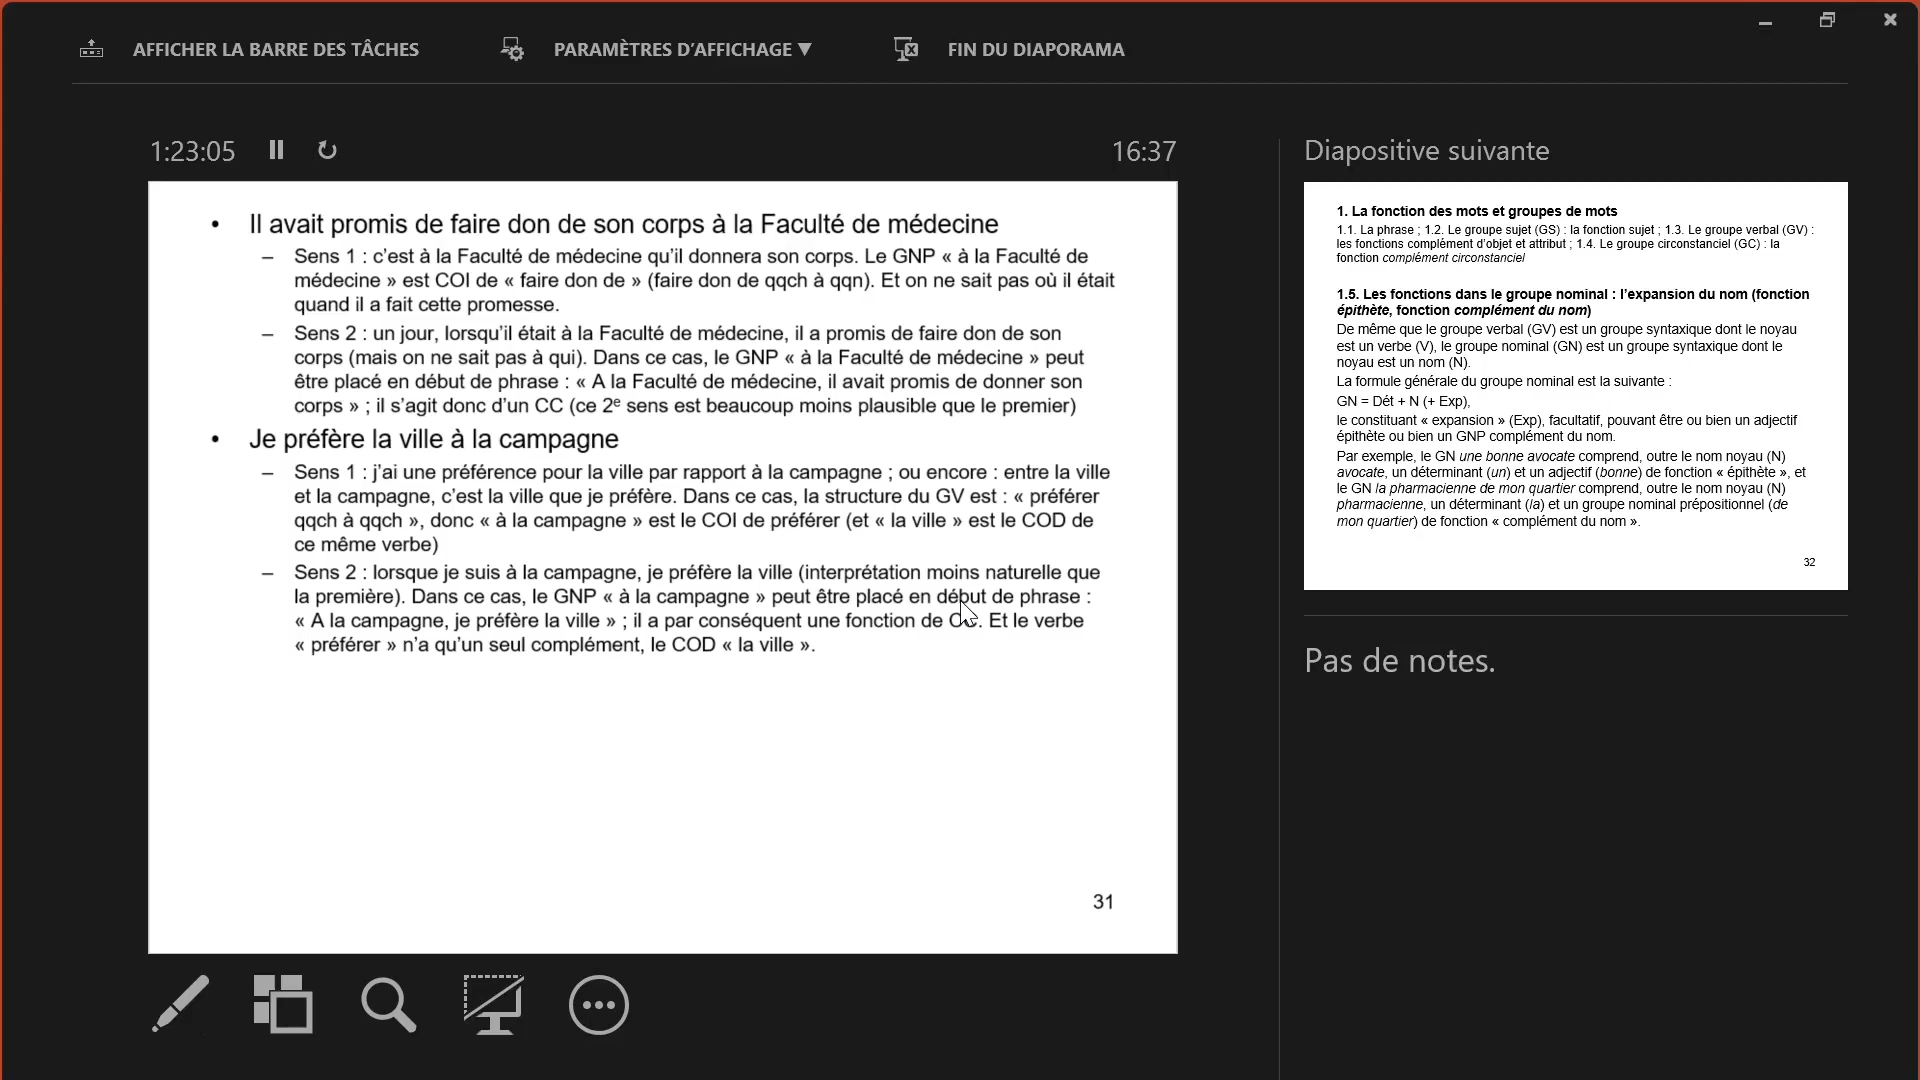 AFFICHER LA BARRE DES TÂCHES
PARAMÈTRES D'AFFICHAGE ▼
FIN DU DIAPORAMA
1:23:05
16:37
• Il avait promis de faire don de son corps à la Faculté de médecine
– Sens 1 : c'est à la Faculté de médecine qu'il donnera son corps. Le GNP « à la Faculté de
médecine » est COI de « faire don de » (faire don de qqch à qqn). Et on ne sait pas où il était
quand il a fait cette promesse.
– Sens 2 : un jour, lorsqu'il était à la Faculté de médecine, il a promis de faire don de son
corps (mais on ne sait pas à qui). Dans ce cas, le GNP « à la Faculté de médecine » peut
être placé en début de phrase : « A la Faculté de médecine, il avait promis de donner son
corps » ; il s'agit donc d'un CC (ce 2e sens est beaucoup moins plausible que le premier)
• Je préfère la ville à la campagne
– Sens 1 : j'ai une préférence pour la ville par rapport à la campagne ; ou encore : entre la ville
et la campagne, c'est la ville que je préfère. Dans ce cas, la structure du GV est : « préférer
qqch à qqch », donc « à la campagne » est le COI de préférer (et « la ville » est le COD de
ce même verbe)
– Sens 2 : lorsque je suis à la campagne, je préfère la ville (interprétation moins naturelle que
la première). Dans ce cas, le GNP « à la campagne » peut être placé en début de phrase :
« A la campagne, je préfère la ville » ; il a par conséquent une fonction de CC. Et le verbe
« préférer » n'a qu'un seul complément, le COD « la ville ».
31
Diapositive suivante
1. La fonction des mots et groupes de mots
1.1. La phrase ; 1.2. Le groupe sujet (GS) : la fonction sujet ; 1.3. Le groupe verbal (GV) :
les fonctions complément d'objet et attribut ; 1.4. Le groupe circonstanciel (GC) : la
fonction complément circonstanciel
1.5. Les fonctions dans le groupe nominal : l'expansion du nom (fonction
épithète, fonction complément du nom)
De même que le groupe verbal (GV) est un groupe syntaxique dont le noyau
est un verbe (V), le groupe nominal (GN) est un groupe syntaxique dont le
noyau est un nom (N).
La formule générale du groupe nominal est la suivante :
GN = Dét + N (+ Exp),
le constituant « expansion » (Exp), facultatif, pouvant être ou bien un adjectif
épithète ou bien un GNP complément du nom.
Par exemple, le GN une bonne avocate comprend, outre le nom noyau (N)
avocate, un déterminant (un) et un adjectif (bonne) de fonction « épithète », et
le GN la pharmacienne de mon quartier comprend, outre le nom noyau (N)
pharmacienne, un déterminant (la) et un groupe nominal prépositionnel (de
mon quartier) de fonction « complément du nom ».
32
Pas de notes.